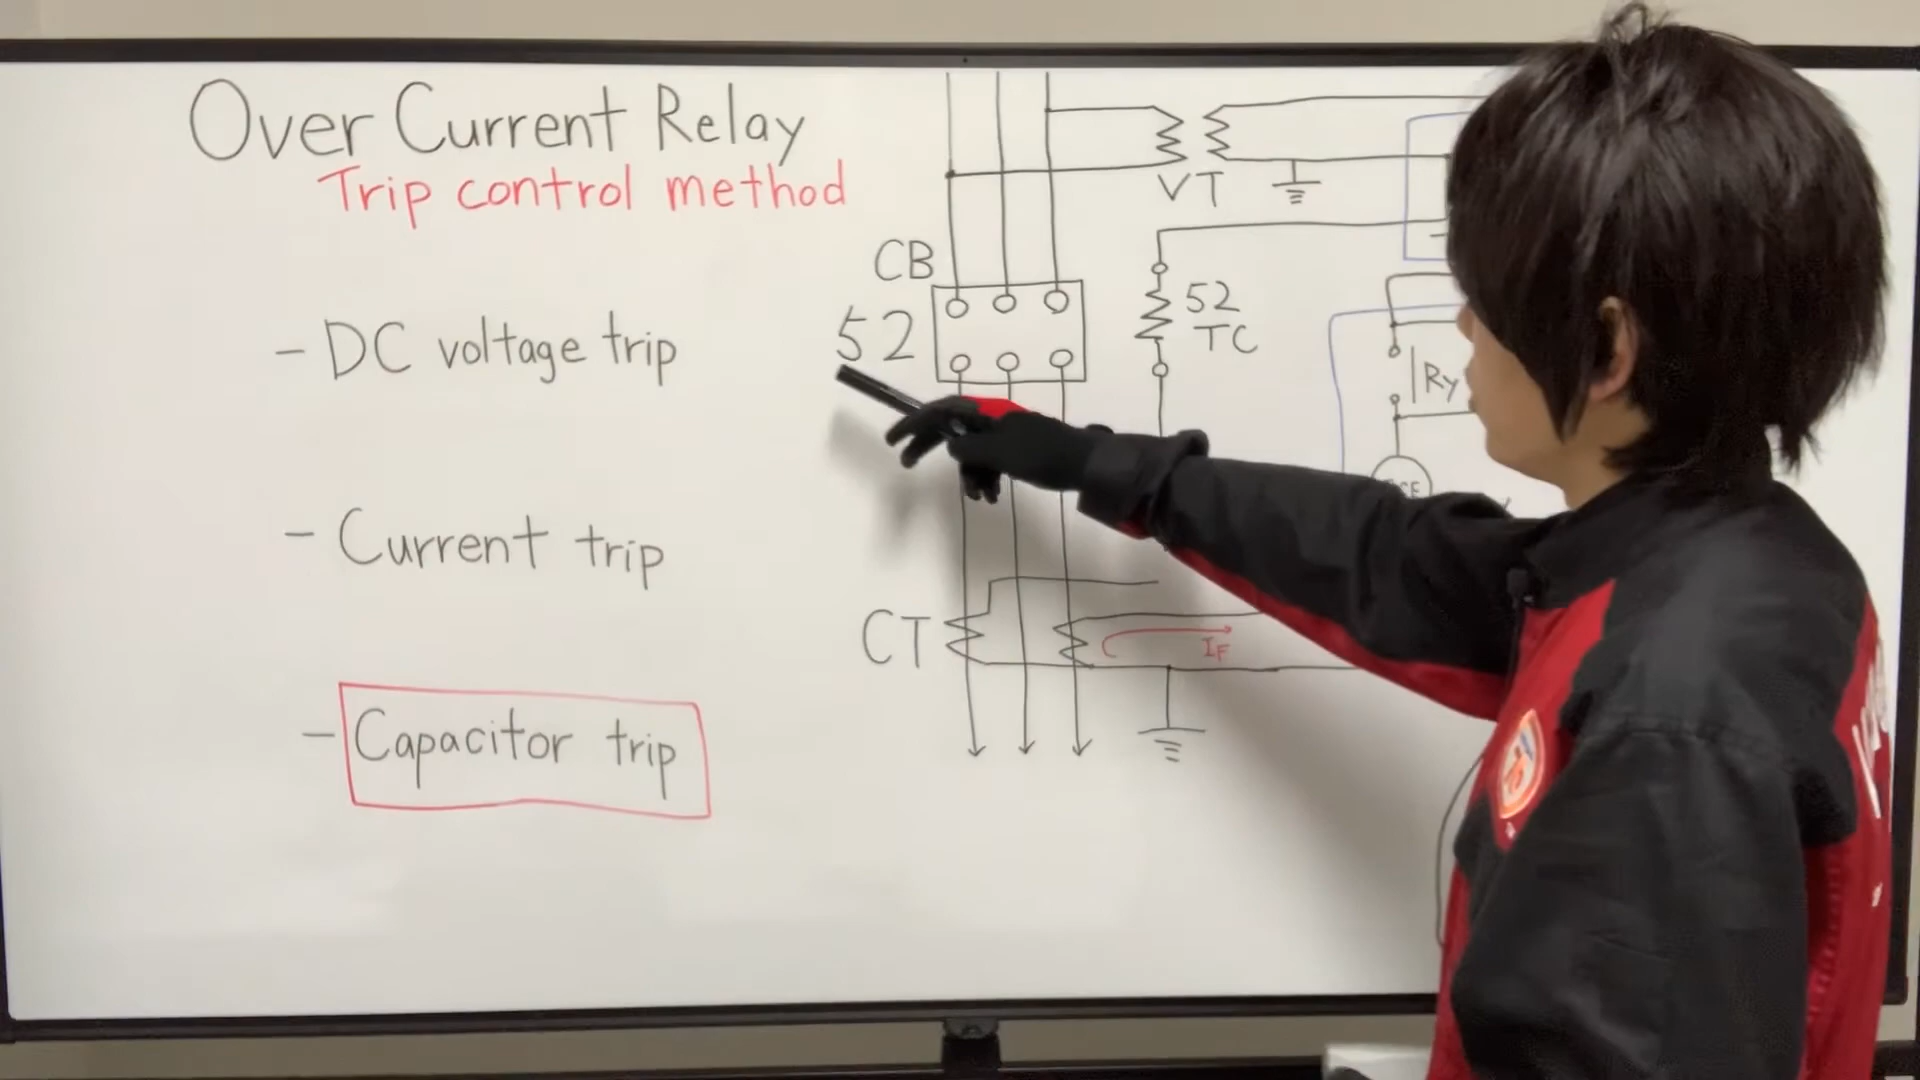 Over Current Relay
Trip control method
- DC voltage trip
- Current trip
- Capacitor trip
VT
CB
52
52
TC
Ry
CT
IF